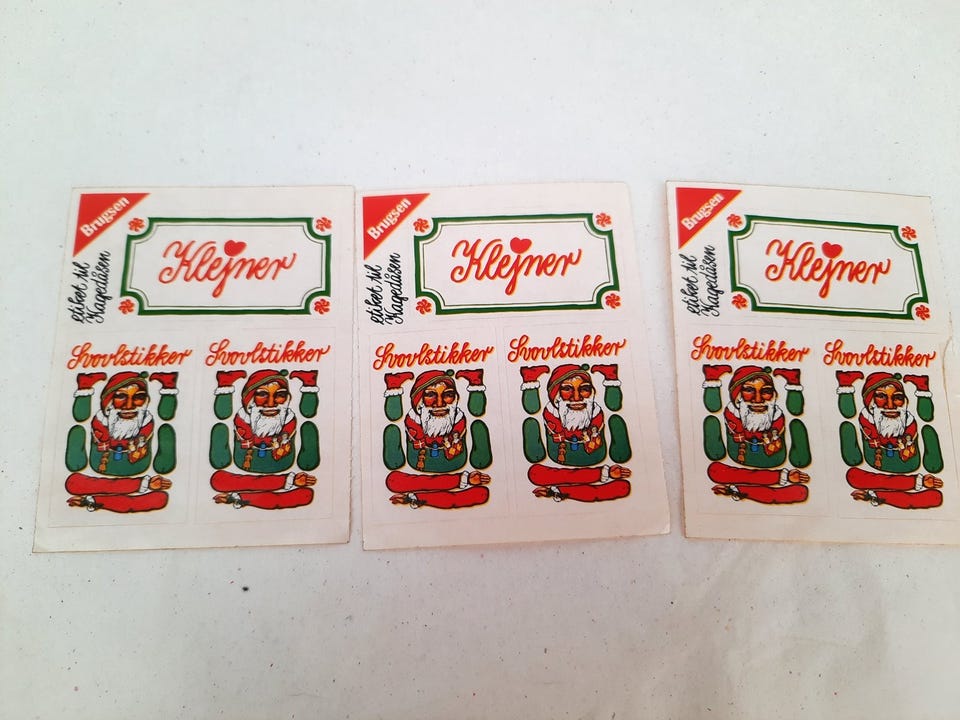 Brugsen
etiket til
Kagedåsen
Klejner
Svovlstikker
Svovlstikker
Brugsen
etiket til
Kagedåsen
Klejner
Svovlstikker
Svovlstikker
Brugsen
etiket til
Kagedåsen
Klejner
Svovlstikker
Svovlstikker